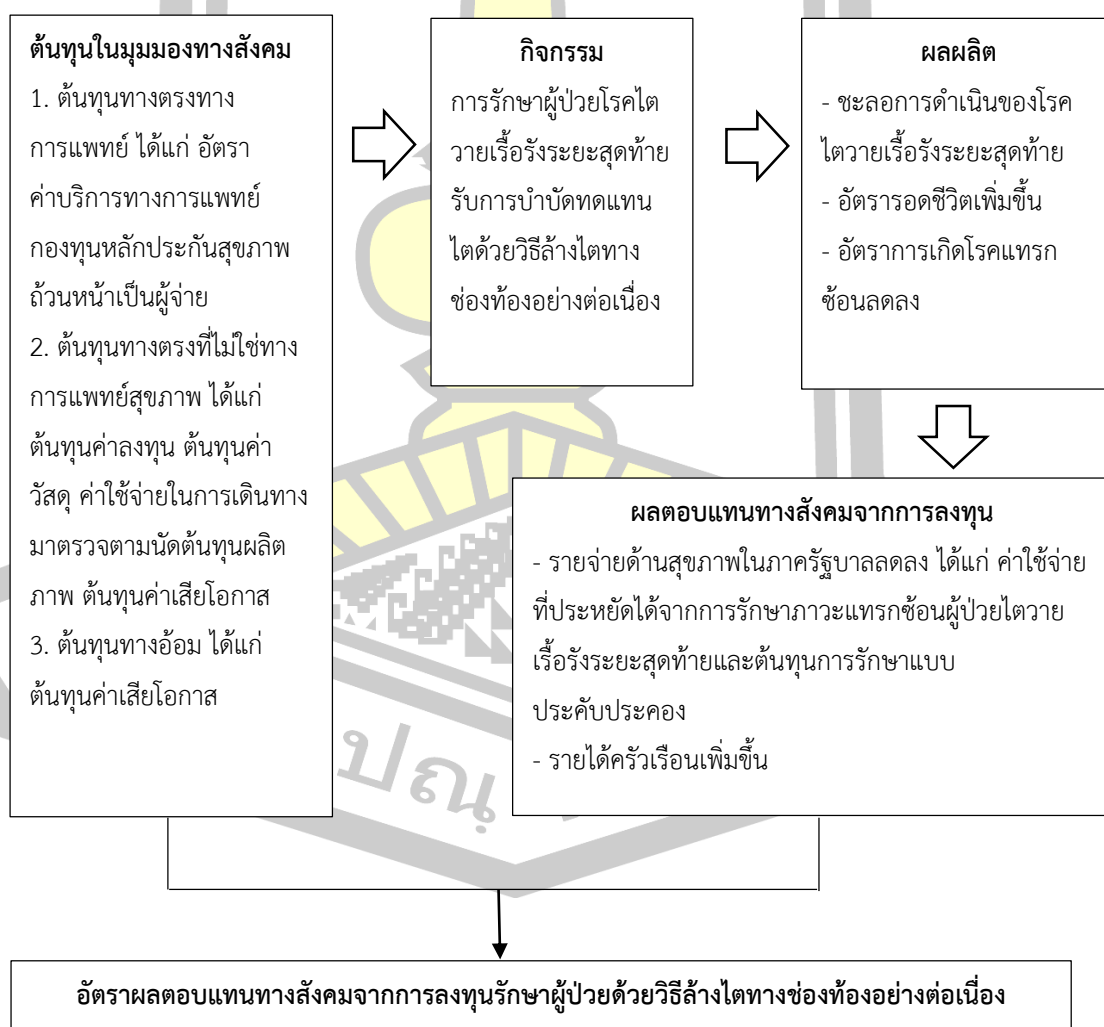 ต้นทุนในมุมมองทางสังคม
1. ต้นทุนทางตรงทาง
การแพทย์ ได้แก่ อัตรา
ค่าบริการทางการแพทย์
กองทุนหลักประกันสุขภาพ
ถ้วนหน้าเป็นผู้จ่าย
2. ต้นทุนทางตรงที่ไม่ใช่ทาง
การแพทย์สุขภาพ ได้แก่
ต้นทุนค่าลงทุน ต้นทุนค่า
วัสดุ ค่าใช้จ่ายในการเดินทาง
มาตรวจตามนัดต้นทุนผลิต
ภาพ ต้นทุนค่าเสียโอกาส
3. ต้นทุนทางอ้อม ได้แก่
ต้นทุนค่าเสียโอกาส
กิจกรรม
การรักษาผู้ป่วยโรคไต
วายเรื้อรังระยะสุดท้าย
รับการบำบัดทดแทน
ไตด้วยวิธีล้างไตทาง
ช่องท้องอย่างต่อเนื่อง
ผลผลิต
- ชะลอการดำเนินของโรค
ไตวายเรื้อรังระยะสุดท้าย
- อัตรารอดชีวิตเพิ่มขึ้น
- อัตราการเกิดโรคแทรก
ซ้อนลดลง
ผลตอบแทนทางสังคมจากการลงทุน
- รายจ่ายด้านสุขภาพในภาครัฐบาลลดลง ได้แก่ ค่าใช้จ่าย
ที่ประหยัดได้จากการรักษาภาวะแทรกซ้อนผู้ป่วยไตวาย
เรื้อรังระยะสุดท้ายและต้นทุนการรักษาแบบ
ประคับประคอง
- รายได้ครัวเรือนเพิ่มขึ้น
ปณุ
อัตราผลตอบแทนทางสังคมจากการลงทุนรักษาผู้ป่วยด้วยวิธีล้างไตทางช่องท้องอย่างต่อเนื่อง